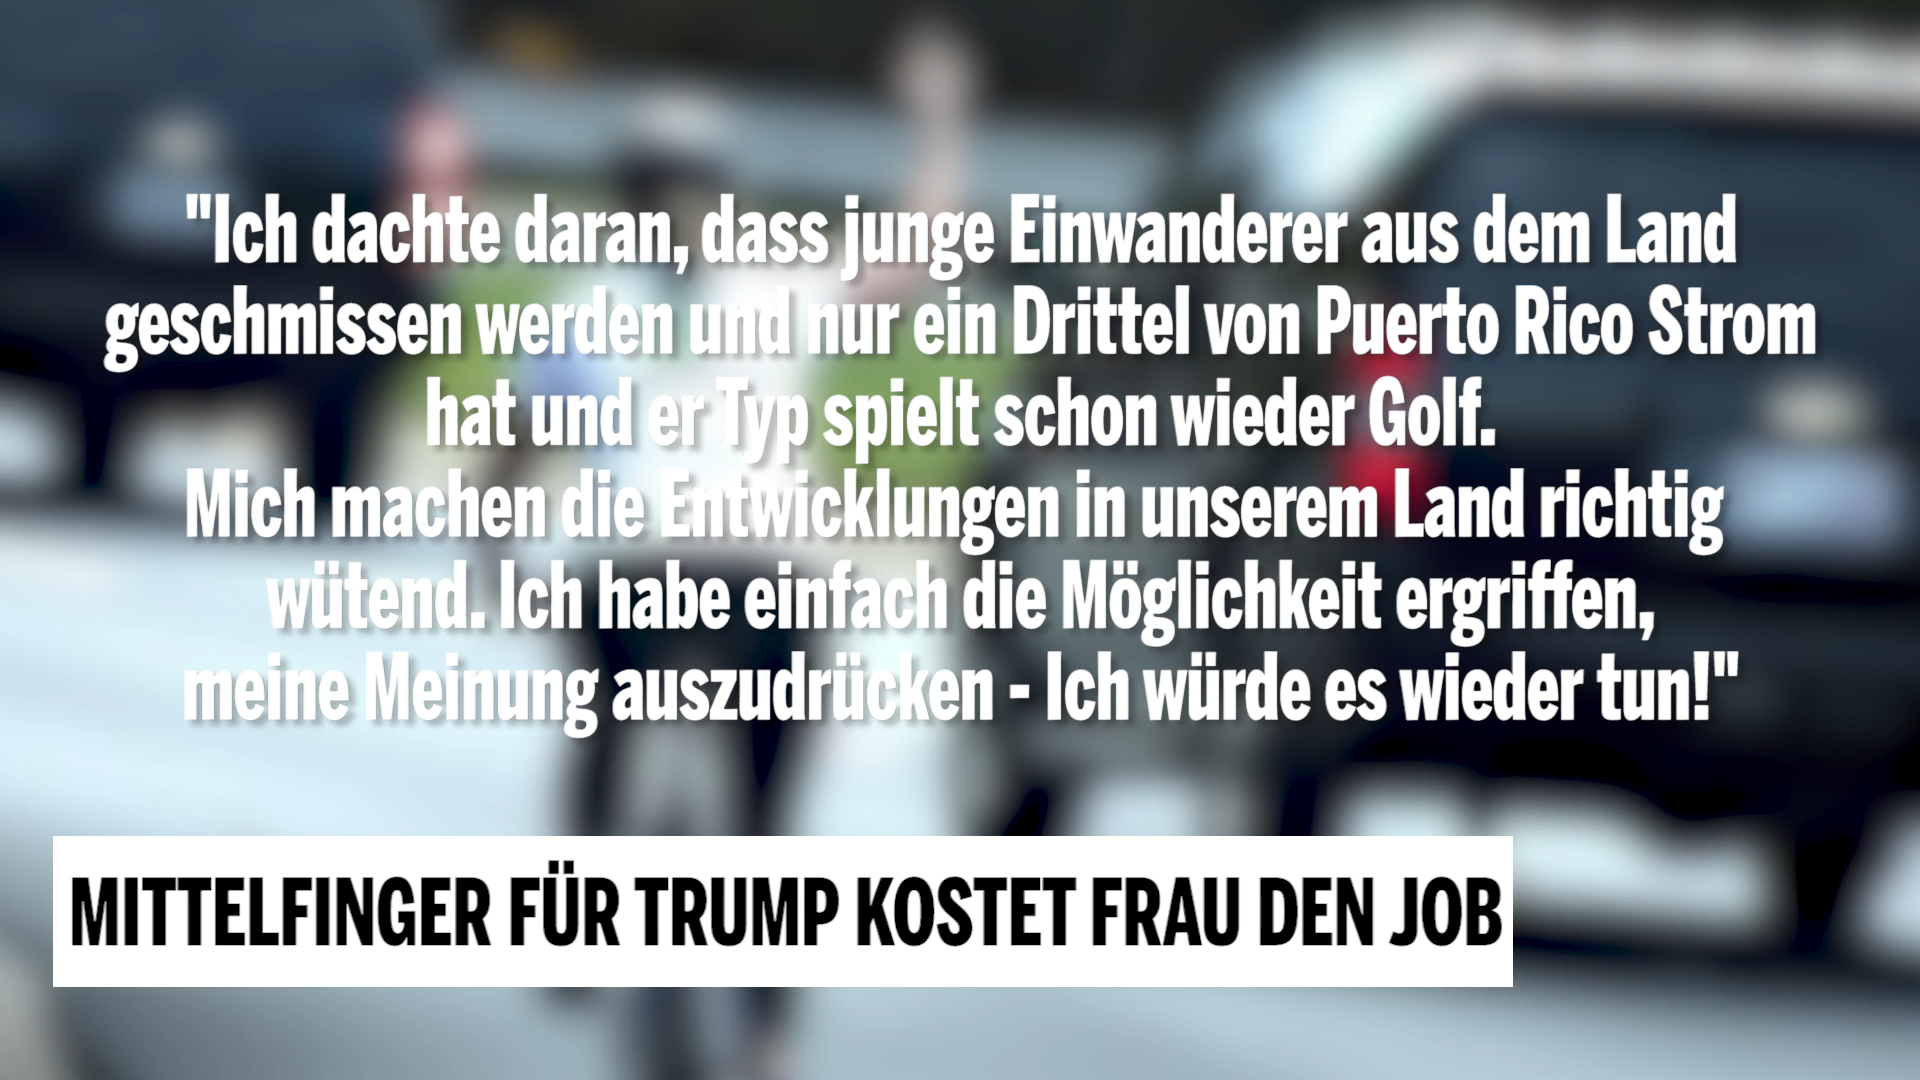 "Ich dachte daran, dass junge Einwanderer aus dem Land
geschmissen werden und nur ein Drittel von Puerto Rico Strom
hat und er Typ spielt schon wieder Golf.
Mich machen die Entwicklungen in unserem Land richtig
wütend. Ich habe einfach die Möglichkeit ergriffen,
meine Meinung auszudrücken - Ich würde es wieder tun!"
MITTELFINGER FÜR TRUMP KOSTET FRAU DEN JOB